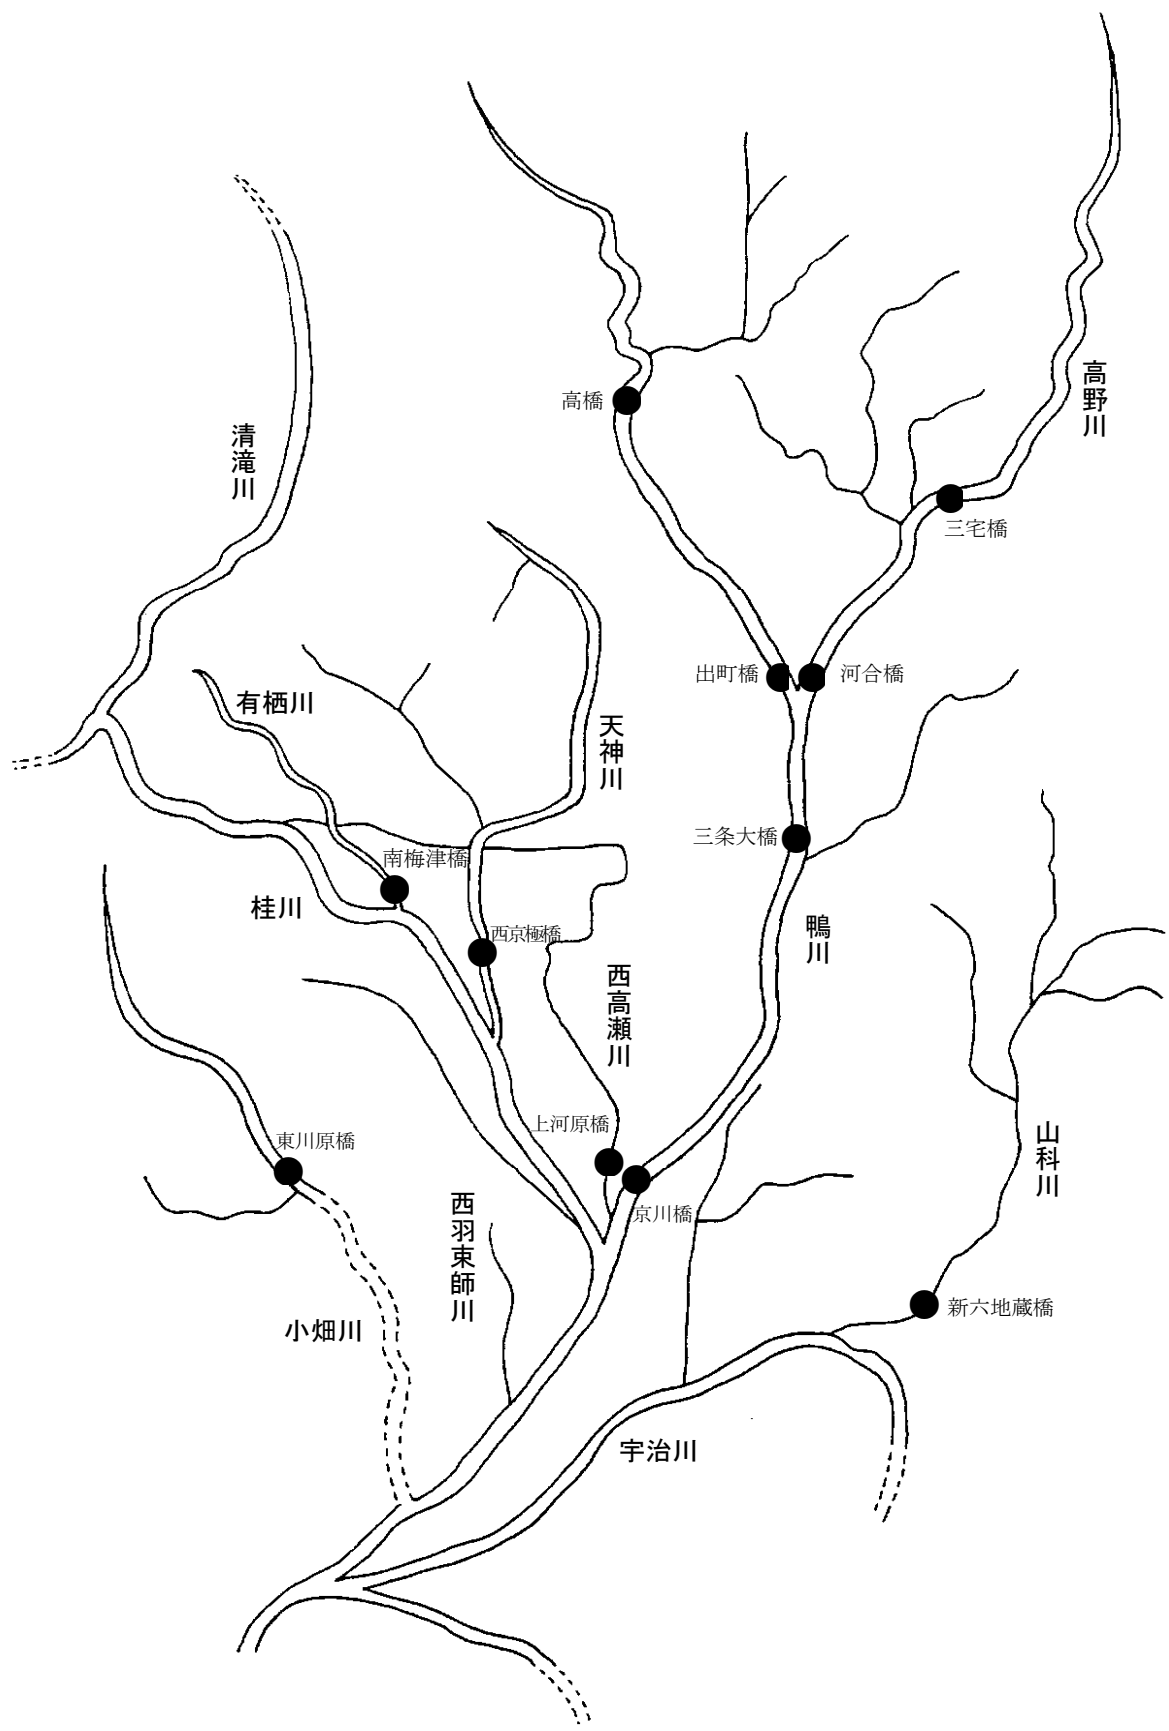 高野川
高橋
清滝川
三宅橋
出町橋
河合橋
有栖川
天神川
三条大橋
南梅津橋
桂川
鴨川
西京極橋
西高瀬川
上河原橋
東川原橋
山科川
西羽束師川
京川橋
新六地蔵橋
小畑川
宇治川